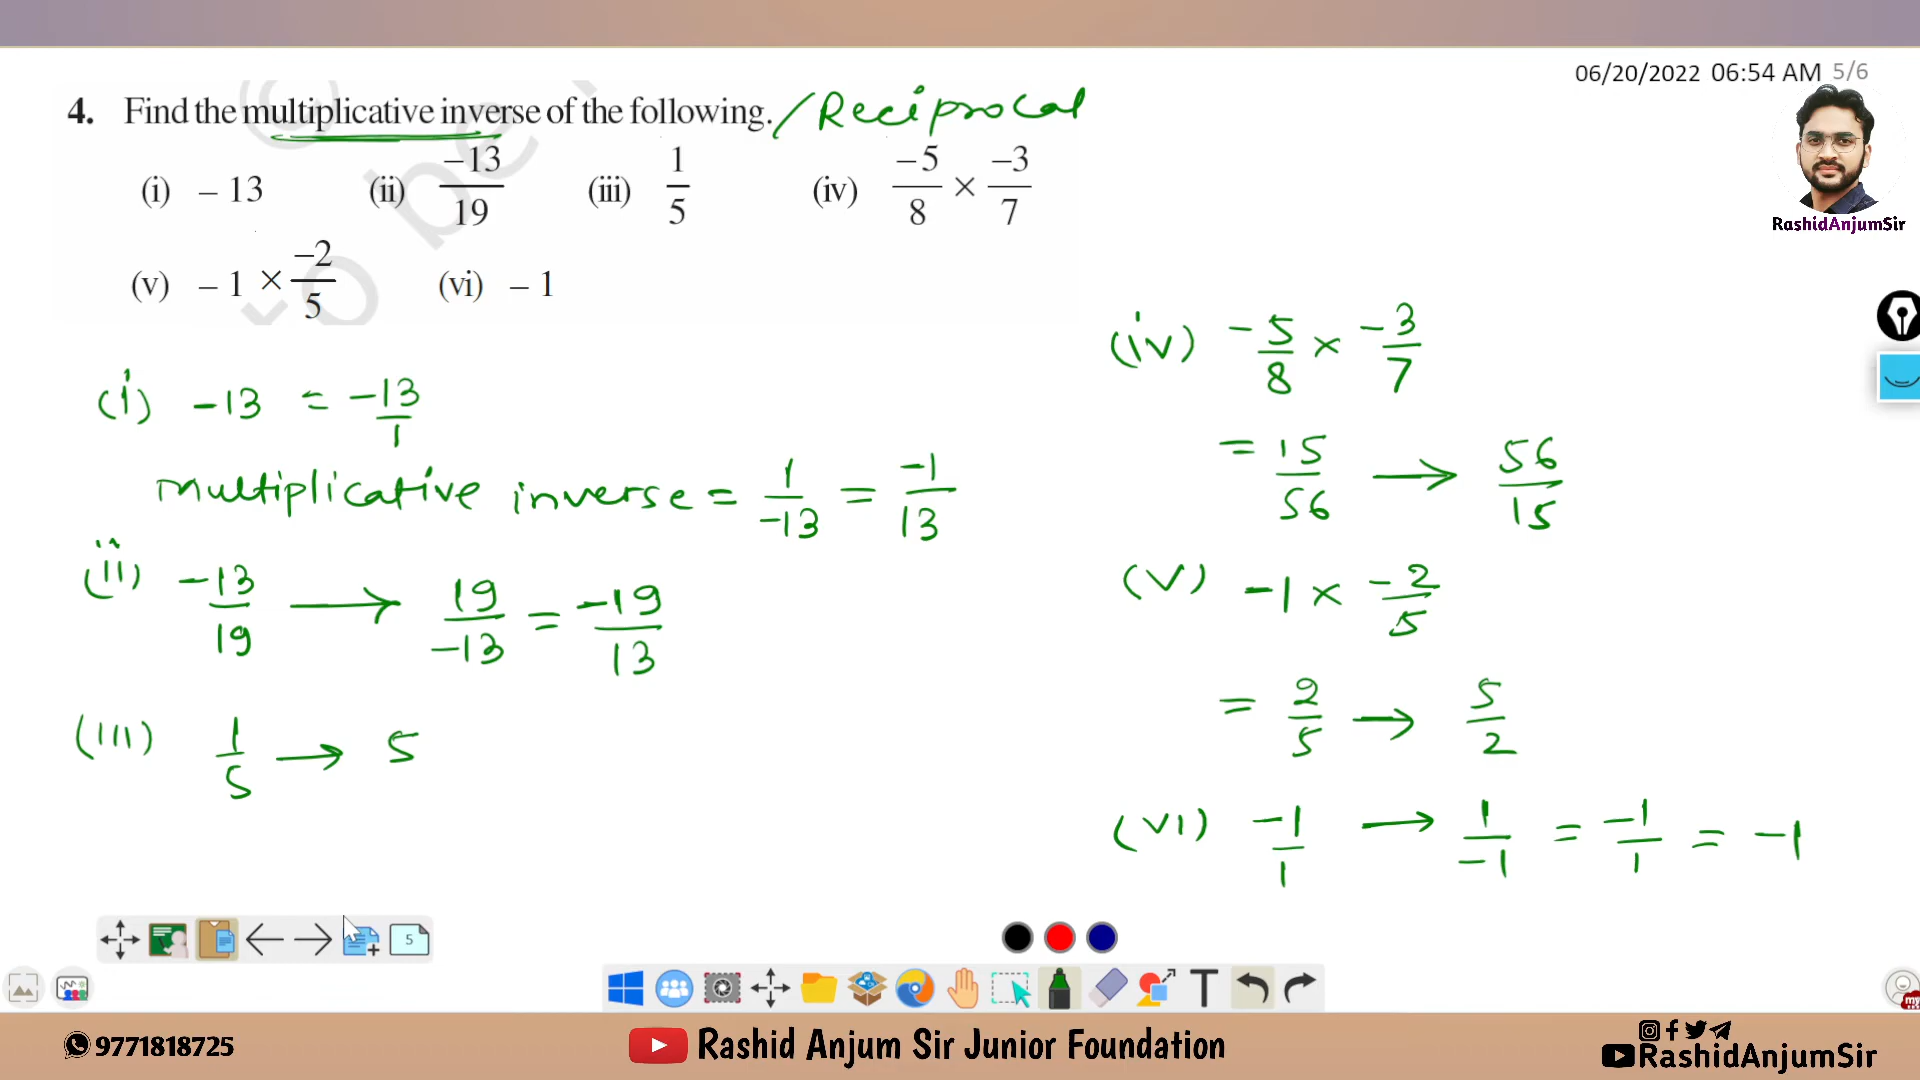 06/20/2022 06:54 AM 5/6
4. Find the multiplicative inverse of the following. / Reciprocal
(i) – 13 (ii) –13/19 (iii) 1/5 (iv) –5/8 × –3/7
(v) – 1 × –2/5 (vi) – 1
RashidAnjumSir
(i) -13 = -13/1
multiplicative inverse = 1/-13 = -1/13
(ii) -13/19 → 19/-13 = -19/13
(iii) 1/5 → 5
(iv) -5/8 × -3/7
= 15/56 → 56/15
(v) -1 × -2/5
= 2/5 → 5/2
(vi) -1/1 → 1/-1 = -1/1 = -1
5
T
9771818725
Rashid Anjum Sir Junior Foundation
RashidAnjumSir